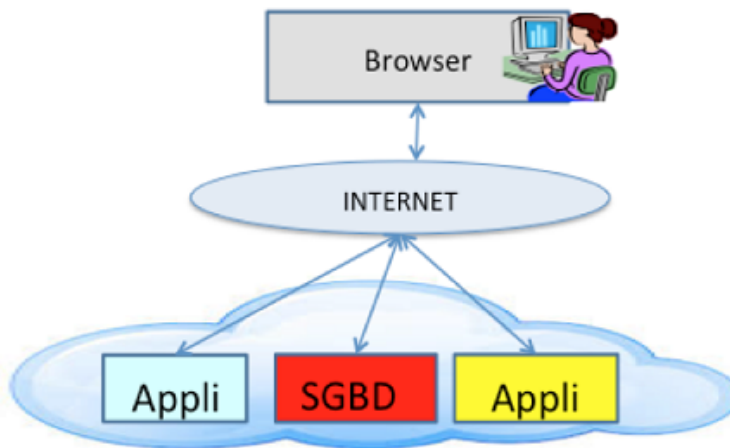 Browser
INTERNET
Appli
SGBD
Appli